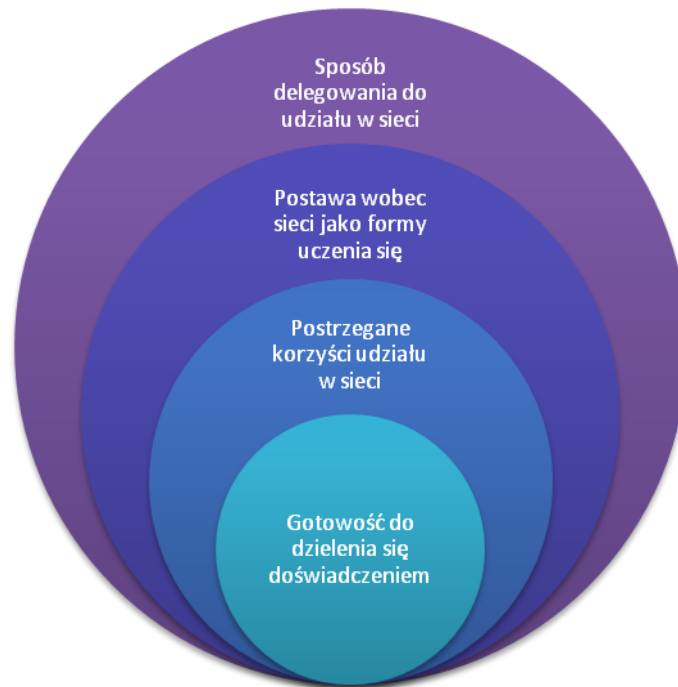 Sposób
delegowania do
udziału w sieci
Postawa wobec
sieci jako formy
uczenia się
Postrzegane
korzyści udziału
w sieci
Gotowość do
dzielenia się
doświadczeniem